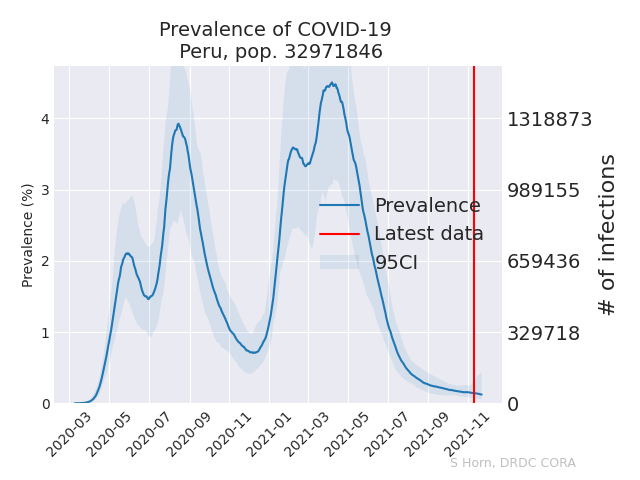 Prevalence of COVID-19
Peru, pop. 32971846
Prevalence (%)
4
3
2
1
0
1318873
989155
659436
329718
0
# of infections
Prevalence
Latest data
95CI
2020-03
2020-05
2020-07
2020-09
2020-11
2021-01
2021-03
2021-05
2021-07
2021-09
2021-11
S Horn, DRDC CORA